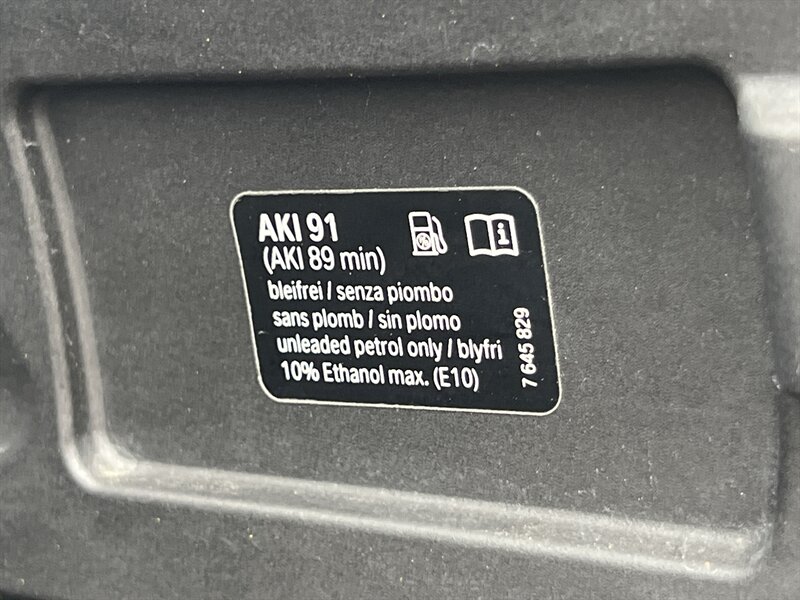 AKI 91
(AKI 89 min)
bleifrei / senza piombo
sans plomb / sin plomo
unleaded petrol only / blyfri
10% Ethanol max. (E10)
7 645 829